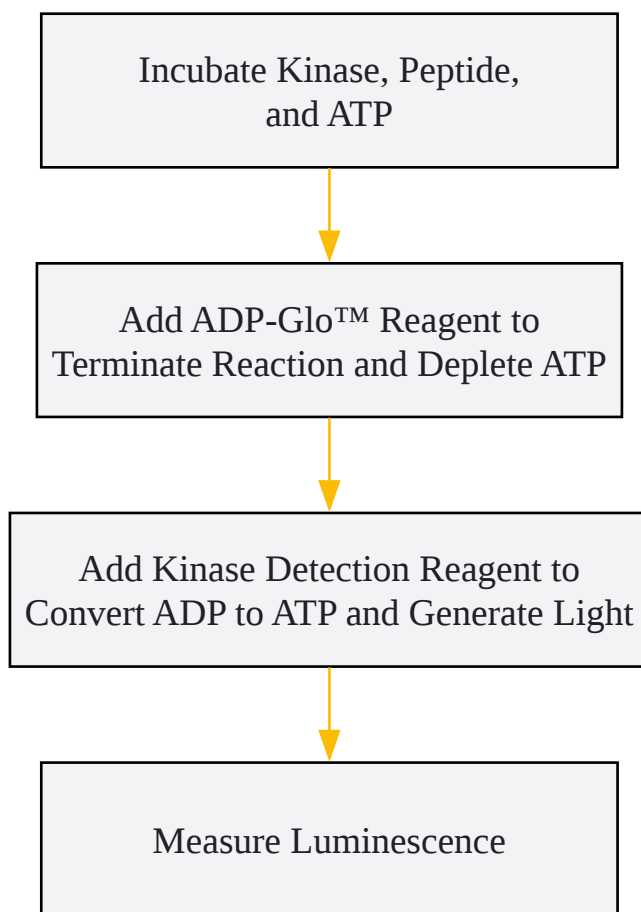 Incubate Kinase, Peptide,
and ATP
Add ADP-Glo™ Reagent to
Terminate Reaction and Deplete ATP
Add Kinase Detection Reagent to
Convert ADP to ATP and Generate Light
Measure Luminescence